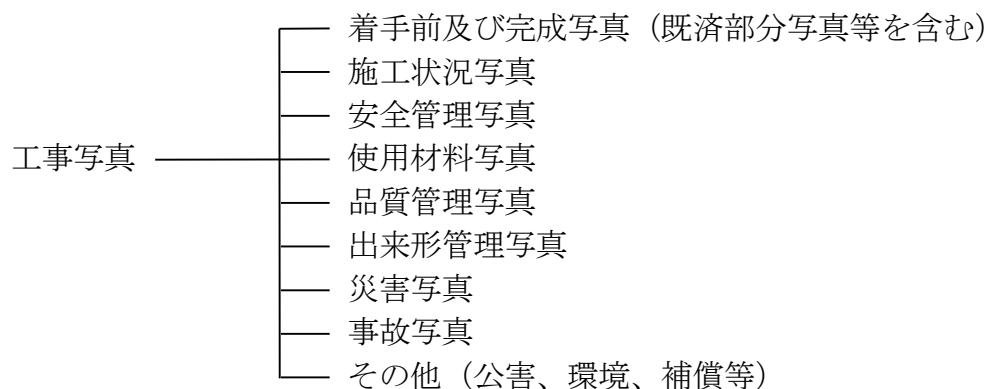 着手前及び完成写真（既済部分写真等を含む）
施工状況写真
安全管理写真
工事写真
使用材料写真
品質管理写真
出来形管理写真
災害写真
事故写真
その他（公害、環境、補償等）